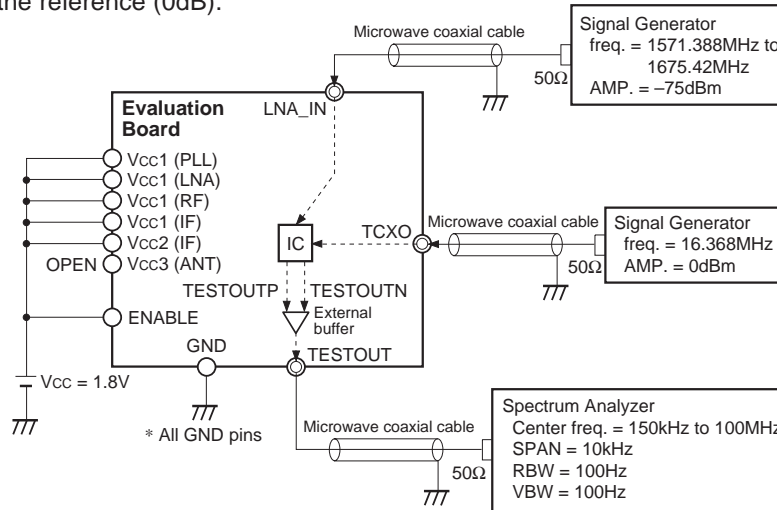 the reference (0dB).
Microwave coaxial cable
Signal Generator
freq. = 1571.388MHz to
1675.42MHz
AMP. = –75dBm
50Ω
Evaluation
Board
LNA_IN
Vcc1 (PLL)
Vcc1 (LNA)
Vcc1 (RF)
Vcc1 (IF)
Vcc2 (IF)
OPEN
Vcc3 (ANT)
ENABLE
IC
TCXO
Microwave coaxial cable
Signal Generator
freq. = 16.368MHz
AMP. = 0dBm
50Ω
TESTOUTP
TESTOUTN
External
buffer
TESTOUT
GND
Vcc = 1.8V
* All GND pins
Microwave coaxial cable
50Ω
Spectrum Analyzer
Center freq. = 150kHz to 100MHz
SPAN = 10kHz
RBW = 100Hz
VBW = 100Hz